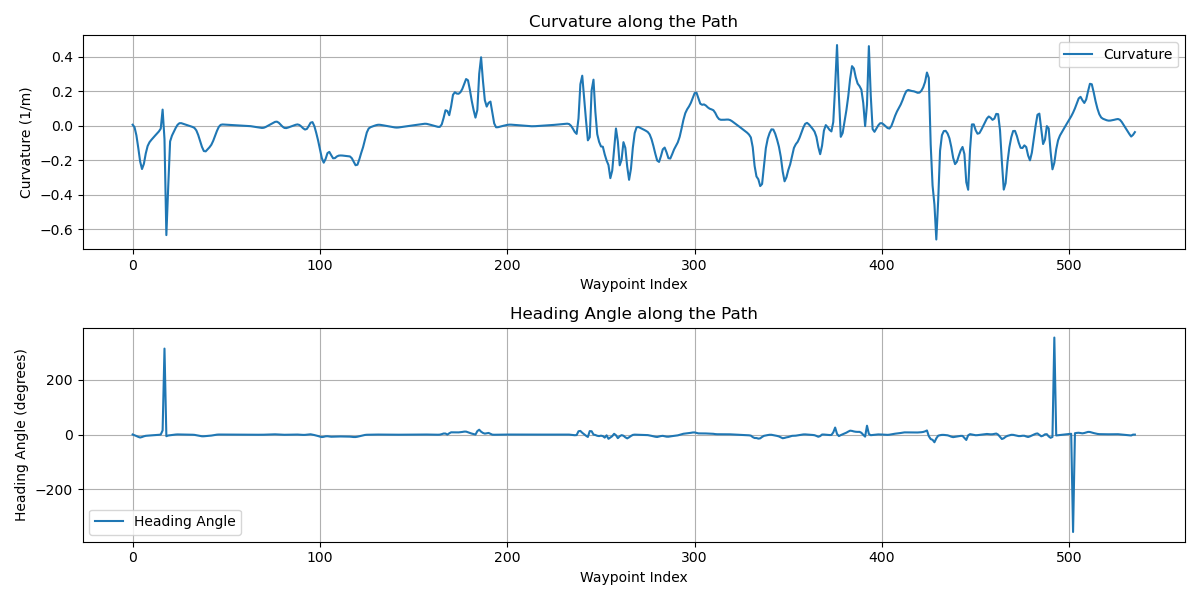 Curvature along the Path
Curvature (1/m)
0.4
0.2
0.0
−0.2
−0.4
−0.6
Curvature
0 100 200 300 400 500
Waypoint Index
Heading Angle along the Path
Heading Angle (degrees)
200
0
−200
Heading Angle
0 100 200 300 400 500
Waypoint Index